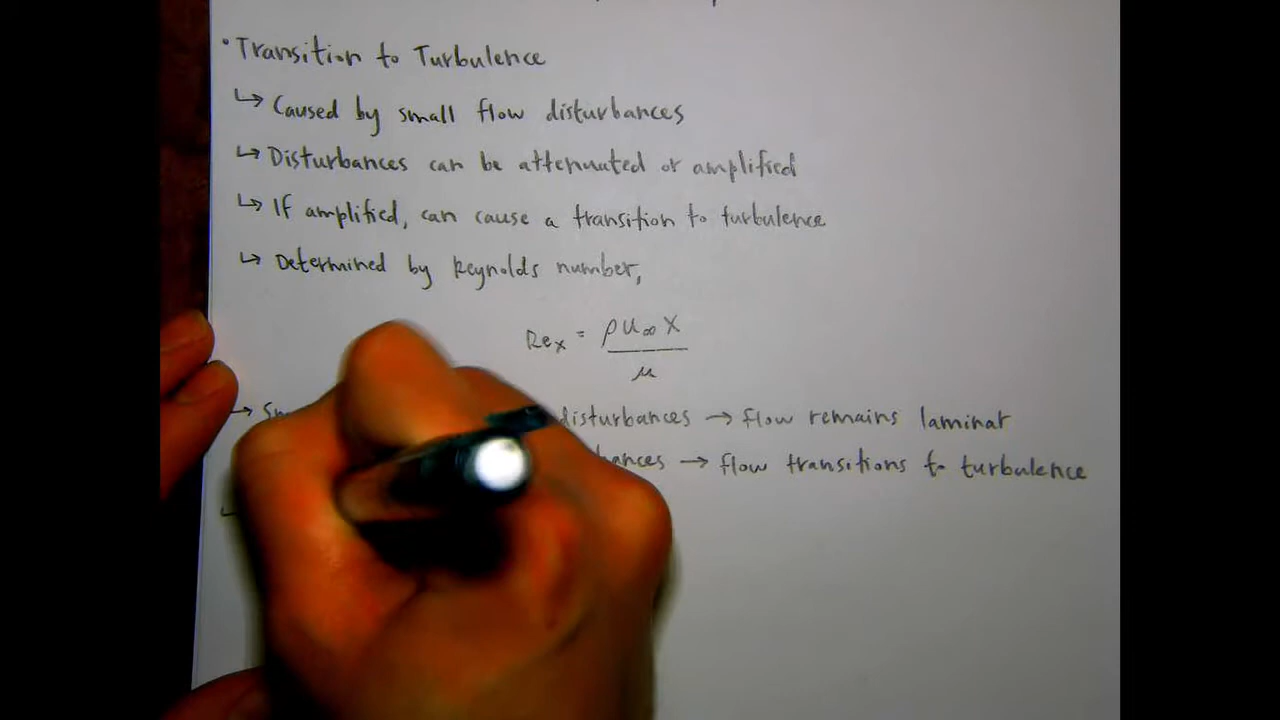 • Transition to Turbulence
↳ Caused by small flow disturbances
↳ Disturbances can be attenuated or amplified
↳ If amplified, can cause a transition to turbulence
↳ Determined by Reynolds number,
Reₓ = ρu∞x / μ
→ disturbances → flow remains laminar
→ flow transitions to turbulence